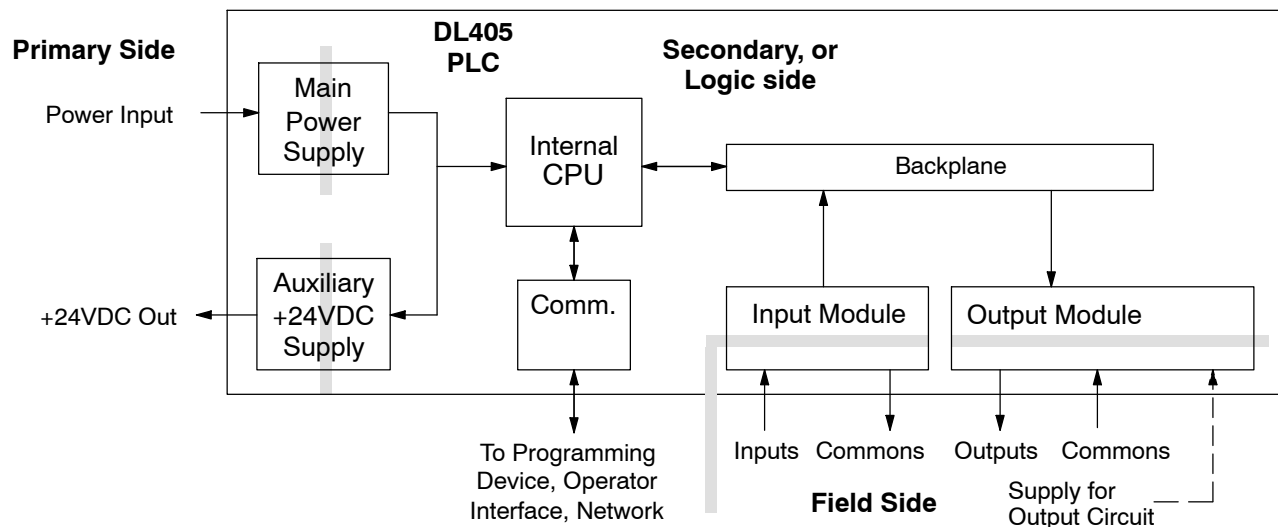 Primary Side
DL405
PLC
Secondary, or
Logic side
Power Input
Main
Power
Supply
Internal
CPU
Backplane
+24VDC Out
Auxiliary
+24VDC
Supply
Comm.
Input Module
Output Module
To Programming
Device, Operator
Interface, Network
Inputs
Commons
Outputs
Commons
Field Side
Supply for
Output Circuit